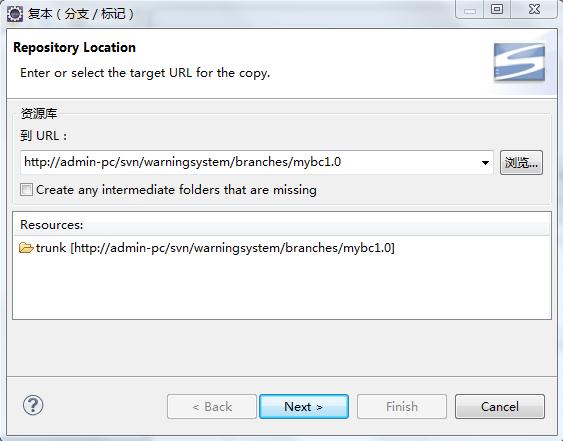 复本（分支/标记）
Repository Location
Enter or select the target URL for the copy.
资源库
到 URL：
http://admin-pc/svn/warningsystem/branches/mybc1.0
浏览...
Create any intermediate folders that are missing
Resources:
trunk [http://admin-pc/svn/warningsystem/branches/mybc1.0]
?
< Back
Next >
Finish
Cancel